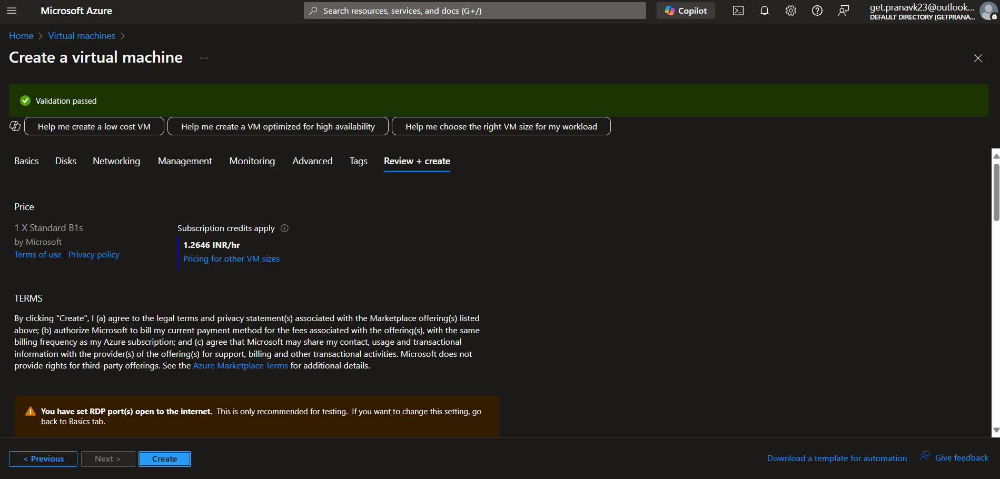 Microsoft Azure
Search resources, services, and docs (G+/)
Copilot
get.pranavk23@outlook...
DEFAULT DIRECTORY (GETPRANA...
Home > Virtual machines >
Create a virtual machine ...
Validation passed
Help me create a low cost VM
Help me create a VM optimized for high availability
Help me choose the right VM size for my workload
Basics Disks Networking Management Monitoring Advanced Tags Review + create
Price
1 X Standard B1s
by Microsoft
Terms of use | Privacy policy
Subscription credits apply
1.2646 INR/hr
Pricing for other VM sizes
TERMS
By clicking "Create", I (a) agree to the legal terms and privacy statement(s) associated with the Marketplace offering(s) listed
above; (b) authorize Microsoft to bill my current payment method for the fees associated with the offering(s), with the same
billing frequency as my Azure subscription; and (c) agree that Microsoft may share my contact, usage and transactional
information with the provider(s) of the offering(s) for support, billing and other transactional activities. Microsoft does not
provide rights for third-party offerings. See the Azure Marketplace Terms for additional details.
You have set RDP port(s) open to the internet. This is only recommended for testing. If you want to change this setting, go
back to Basics tab.
< Previous
Next >
Create
Download a template for automation
Give feedback